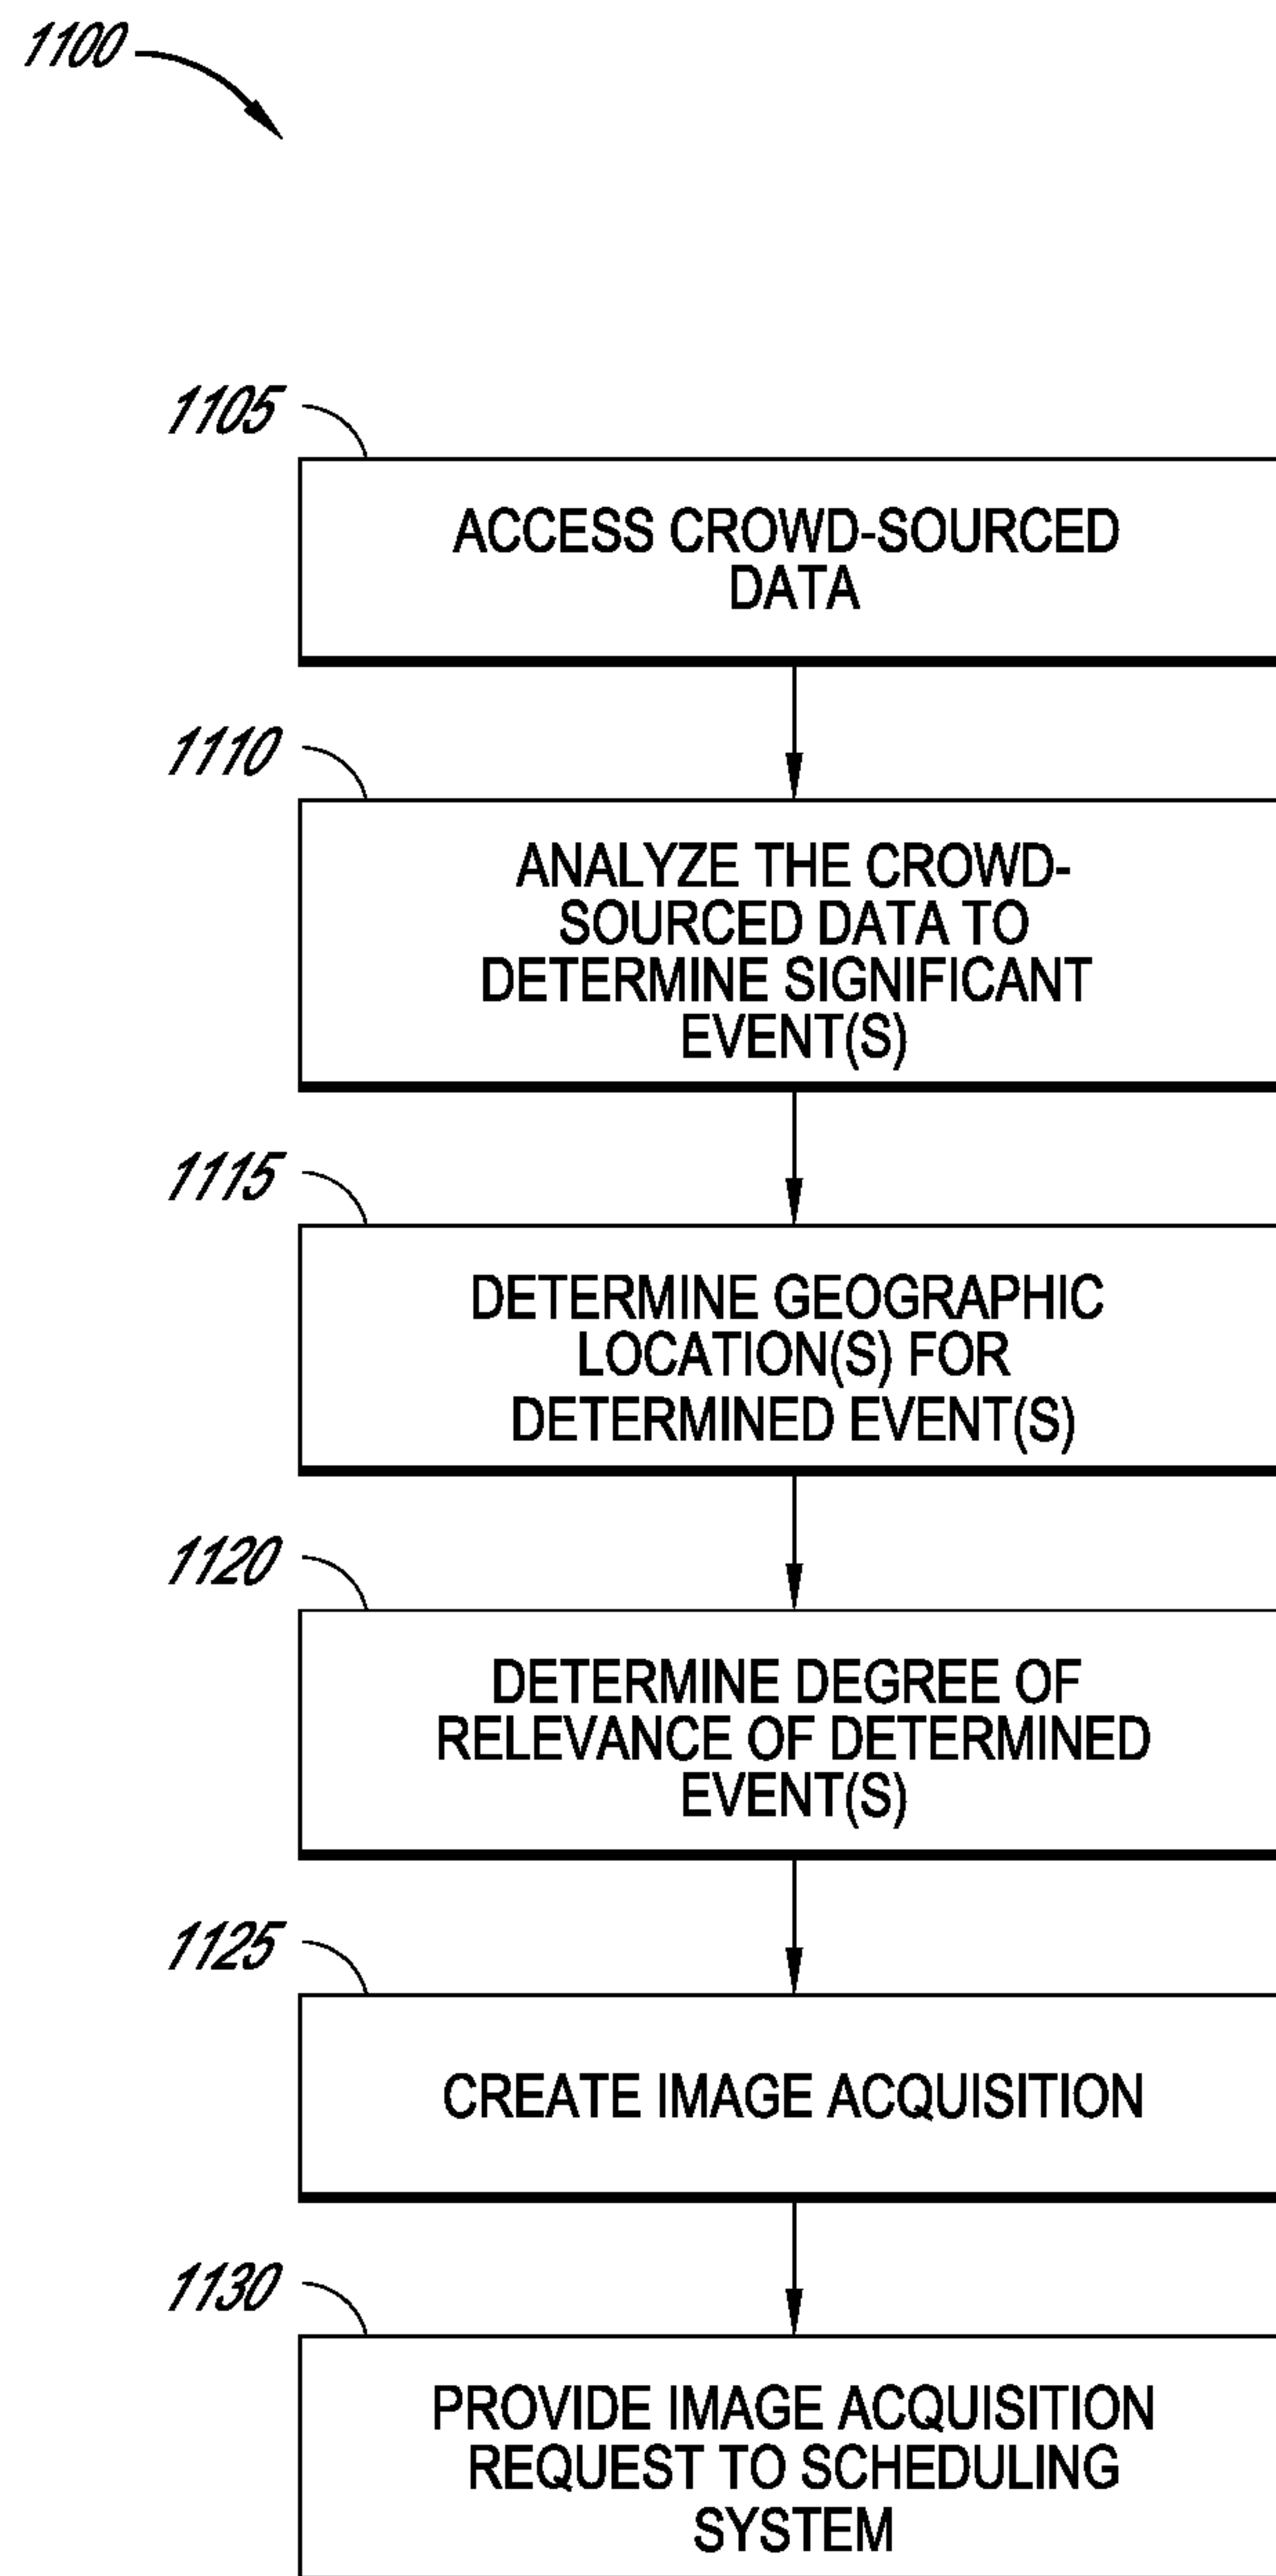 1100
1105
ACCESS CROWD-SOURCED
DATA
1110
ANALYZE THE CROWD-
SOURCED DATA TO
DETERMINE SIGNIFICANT
EVENT(S)
1115
DETERMINE GEOGRAPHIC
LOCATION(S) FOR
DETERMINED EVENT(S)
1120
DETERMINE DEGREE OF
RELEVANCE OF DETERMINED
EVENT(S)
1125
CREATE IMAGE ACQUISITION
1130
PROVIDE IMAGE ACQUISITION
REQUEST TO SCHEDULING
SYSTEM